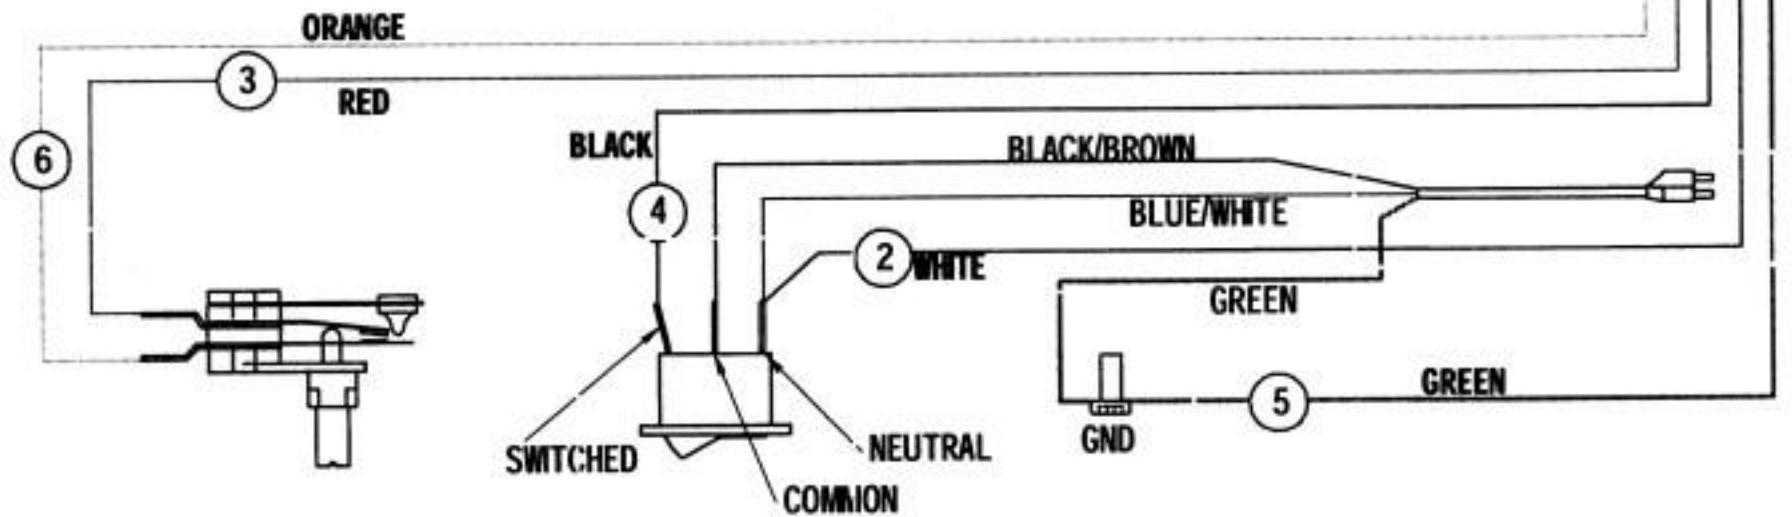 ORANGE
3
RED
6
BLACK
BLACK/BROWN
4
BLUE/WHITE
2
WHITE
GREEN
GREEN
5
GND
SWITCHED
NEUTRAL
COMMON